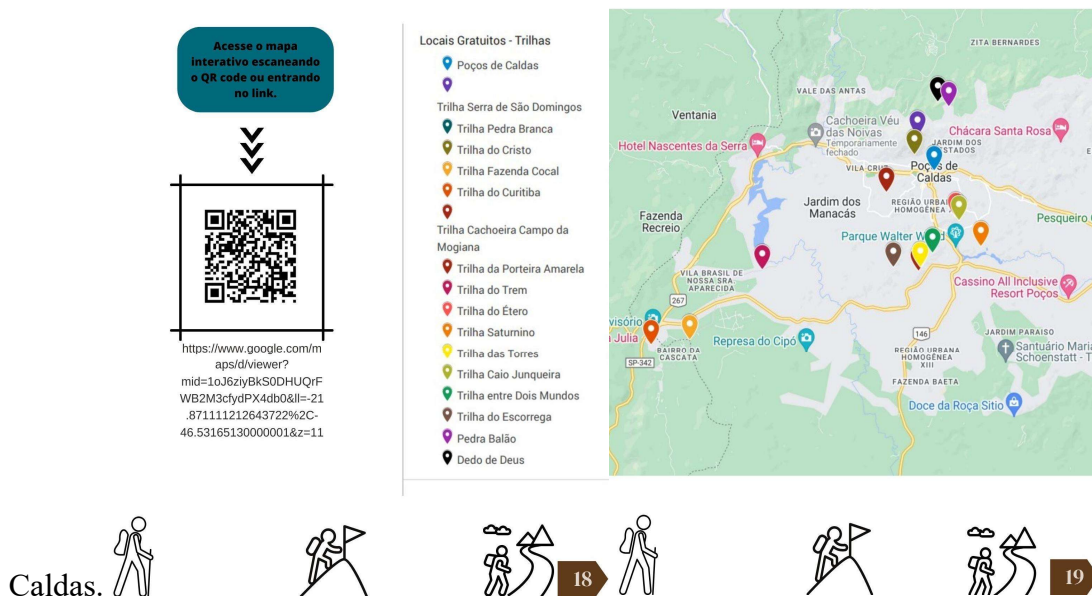 Acesse o mapa
interativo escaneando
o QR code ou entrando
no link.
https://www.google.com/m
aps/d/viewer?
mid=1oJ6ziyBkS0DHUQrF
WB2M3cfydPX4db0&ll=-21
.871111212643722%2C-
46.53165130000001&z=11
Locais Gratuitos - Trilhas
Poços de Caldas
Trilha Serra de São Domingos
Trilha Pedra Branca
Trilha do Cristo
Trilha Fazenda Cocal
Trilha do Curitiba
Trilha Cachoeira Campo da
Mogiana
Trilha da Porteira Amarela
Trilha do Trem
Trilha do Étero
Trilha Saturnino
Trilha das Torres
Trilha Caio Junqueira
Trilha entre Dois Mundos
Trilha do Escorrega
Pedra Balão
Dedo de Deus
ZITA BERNARDES
VALE DAS ANTAS
Ventania
Cachoeira Véu
das Noivas
Temporariamente
fechado
Chácara Santa Rosa
Hotel Nascentes da Serra
JARDIM DOS
ESTADOS
VILA CRUZ
Poços de
Caldas
Jardim dos
Manacás
REGIÃO URBANA
HOMOGÊNEA
Fazenda
Recreio
Pesqueiro
Parque Walter World
VILA BRASIL DE
NOSSA SRA.
APARECIDA
Cassino All Inclusive
Resort Poços
267
visório
Julia
BAIRRO DA
CASCATA
SP-342
Represa do Cipó
146
REGIÃO URBANA
HOMOGÊNEA
XIII
JARDIM PARAISO
Santuário Maria
Schoenstatt - T
FAZENDA BAETA
Doce da Roça Sitio
Caldas.
18
19